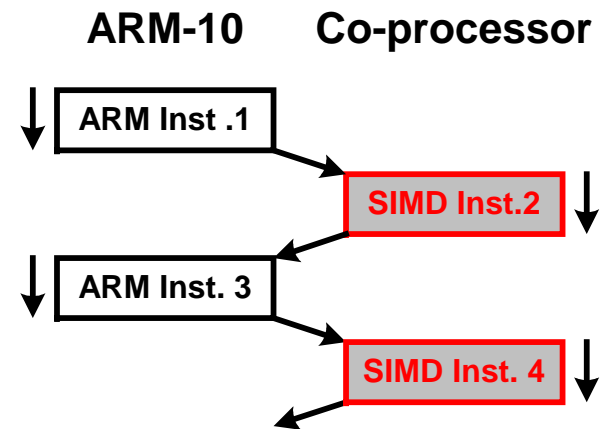 ARM-10 Co-processor
ARM Inst .1
SIMD Inst.2
ARM Inst. 3
SIMD Inst. 4